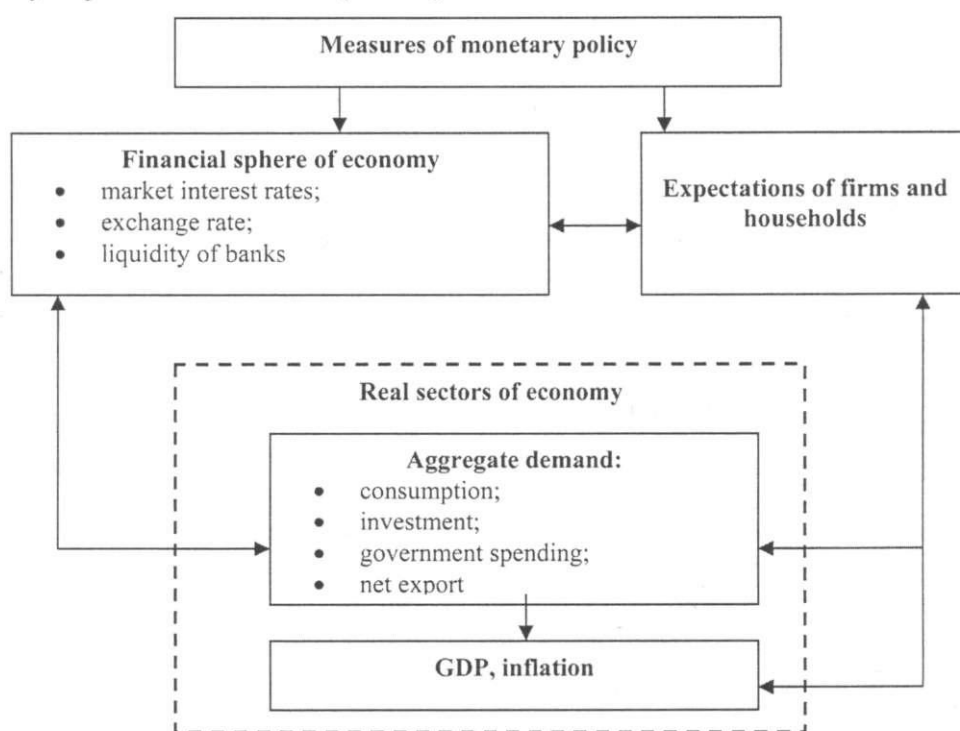 Measures of monetary policy
Financial sphere of economy
• market interest rates;
• exchange rate;
• liquidity of banks
Expectations of firms and
households
Real sectors of economy
Aggregate demand:
• consumption;
• investment;
• government spending;
• net export
GDP, inflation